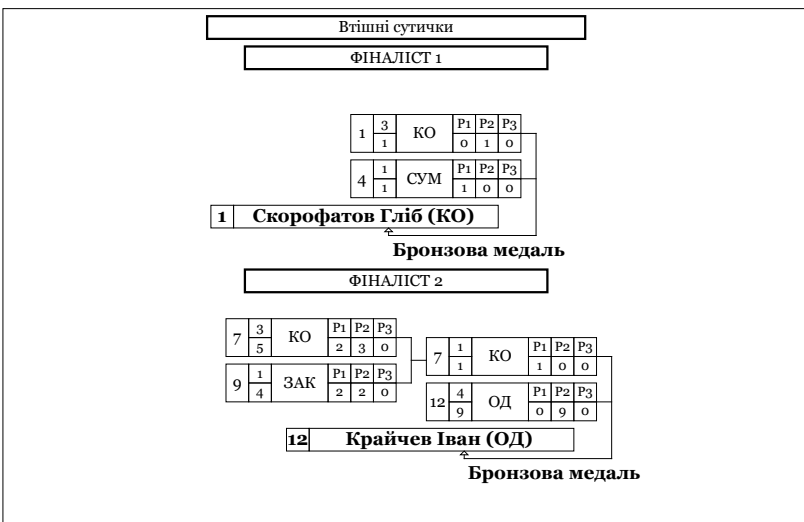 Втішні сутички
ФІНАЛІСТ 1
1 3 1 КО P1 P2 P3 0 1 0
4 1 1 СУМ P1 P2 P3 1 0 0
1 Скорофатов Гліб (КО)
Бронзова медаль
ФІНАЛІСТ 2
7 3 5 КО P1 P2 P3 2 3 0
9 1 4 ЗАК P1 P2 P3 2 2 0
7 1 1 КО P1 P2 P3 1 0 0
12 4 9 ОД P1 P2 P3 0 9 0
12 Крайчев Іван (ОД)
Бронзова медаль